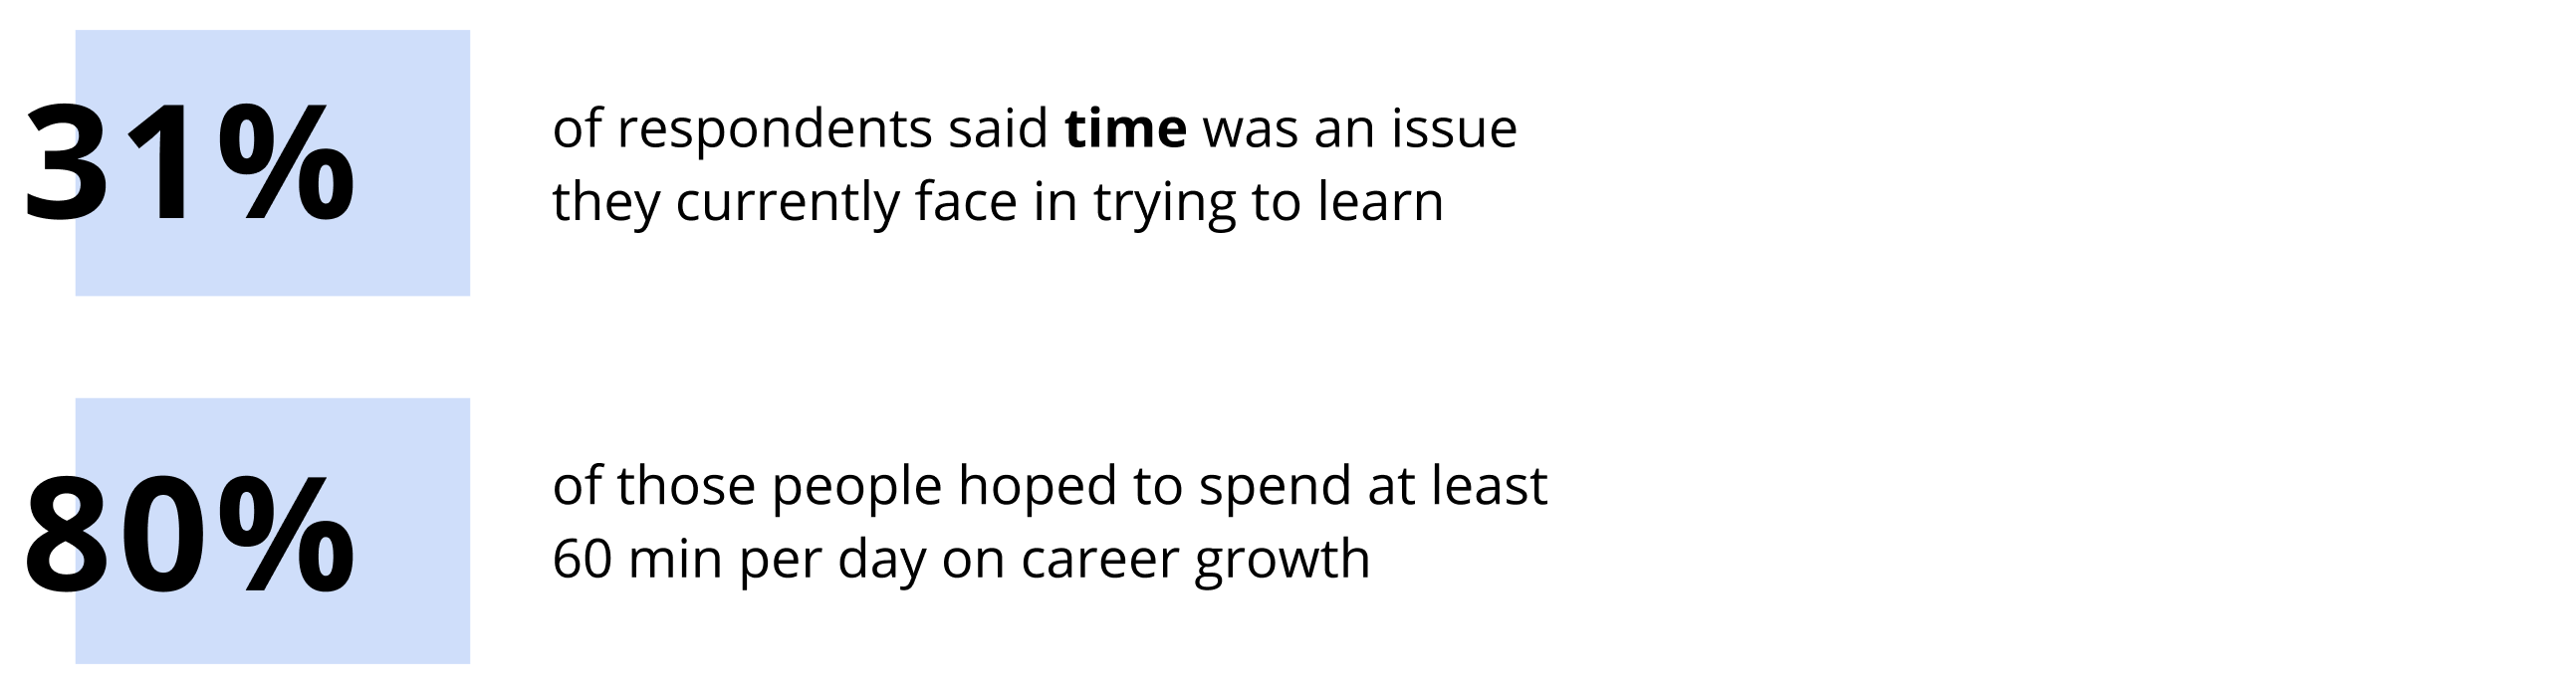 31%
of respondents said time was an issue
they currently face in trying to learn
80%
of those people hoped to spend at least
60 min per day on career growth